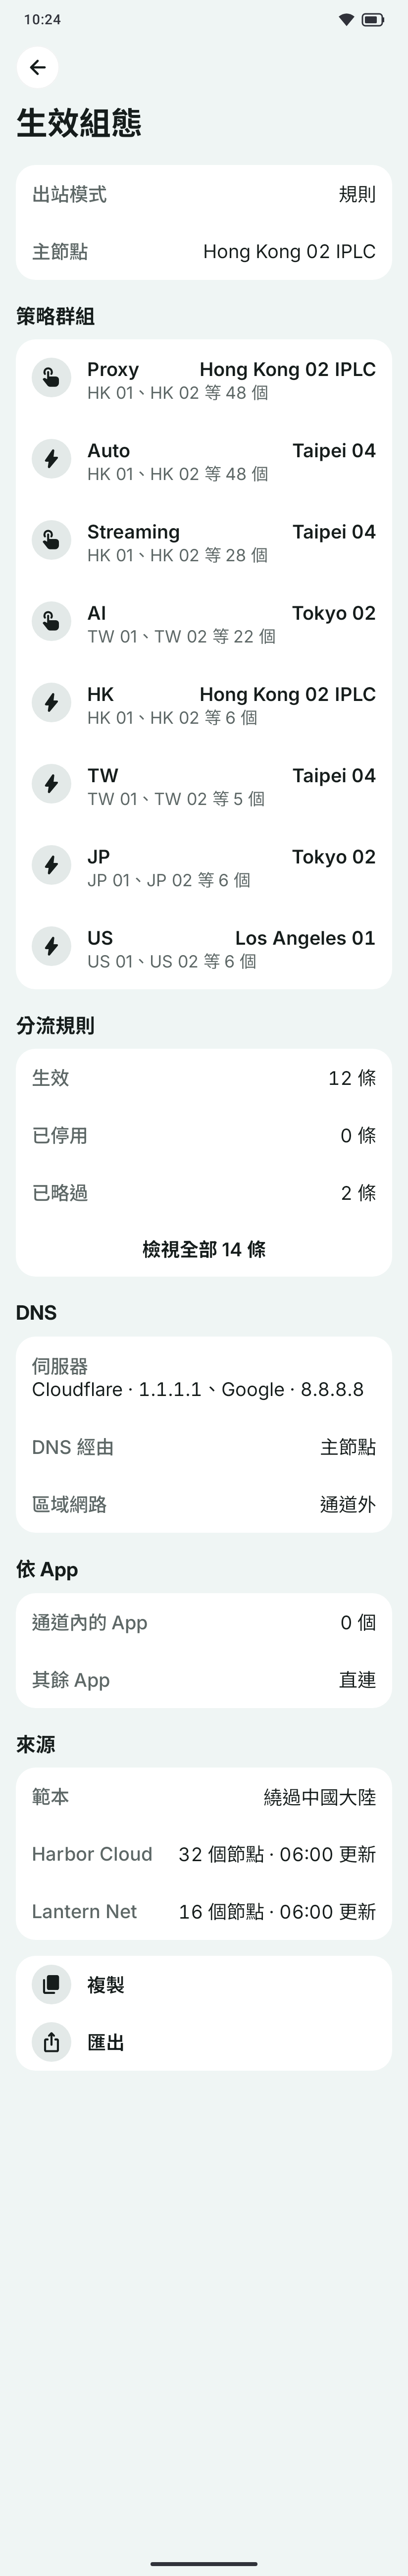 10:24
生效組態
出站模式 規則
主節點 Hong Kong 02 IPLC
策略群組
Proxy Hong Kong 02 IPLC
HK 01、HK 02 等 48 個
Auto Taipei 04
HK 01、HK 02 等 48 個
Streaming Taipei 04
HK 01、HK 02 等 28 個
AI Tokyo 02
TW 01、TW 02 等 22 個
HK Hong Kong 02 IPLC
HK 01、HK 02 等 6 個
TW Taipei 04
TW 01、TW 02 等 5 個
JP Tokyo 02
JP 01、JP 02 等 6 個
US Los Angeles 01
US 01、US 02 等 6 個
分流規則
生效 12 條
已停用 0 條
已略過 2 條
檢視全部 14 條
DNS
伺服器
Cloudflare · 1.1.1.1、Google · 8.8.8.8
DNS 經由 主節點
區域網路 通道外
依 App
通道內的 App 0 個
其餘 App 直連
來源
範本 繞過中國大陸
Harbor Cloud 32 個節點 · 06:00 更新
Lantern Net 16 個節點 · 06:00 更新
複製
匯出